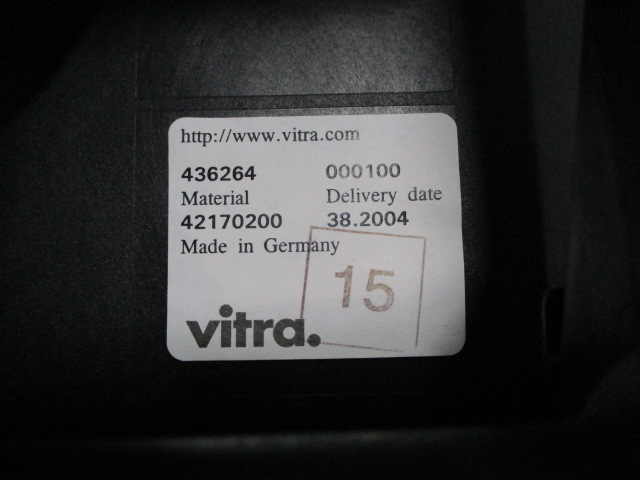 http://www.vitra.com
436264 000100
Material Delivery date
42170200 38.2004
Made in Germany
15
vitra.